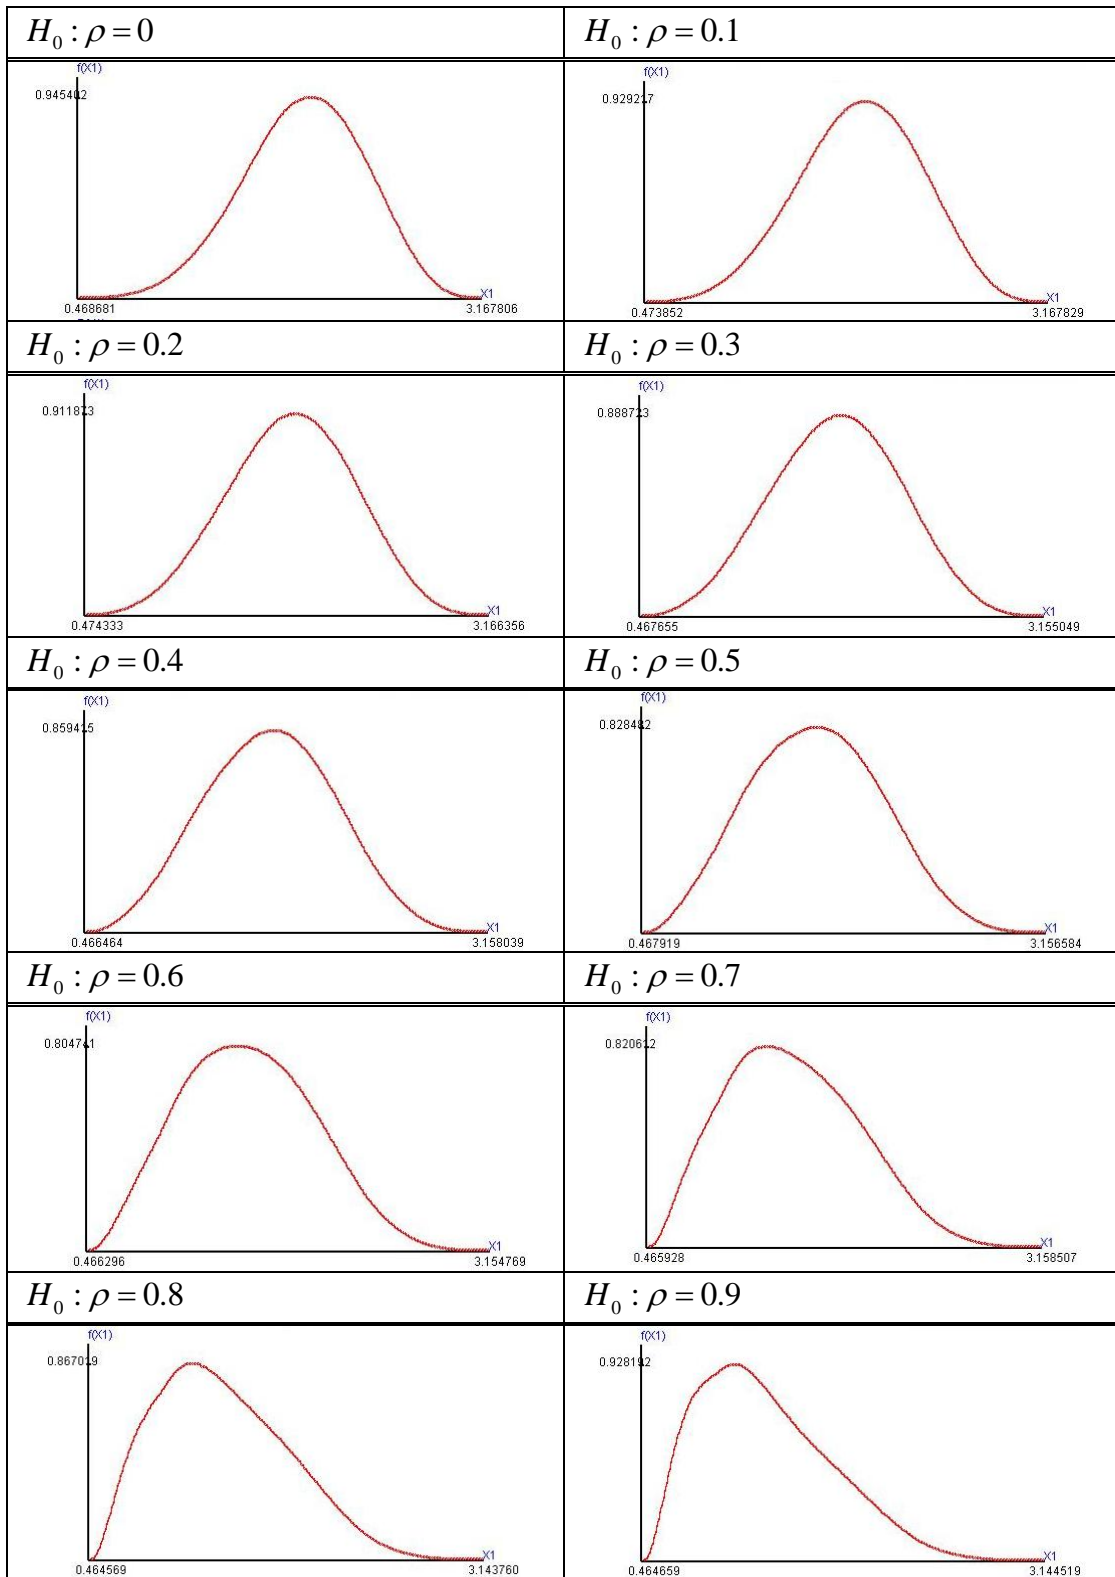 H₀ : ρ = 0
H₀ : ρ = 0.1
f(X1)
0.945402
0.468681
3.167806
X1
f(X1)
0.929217
0.473852
3.167829
X1
H₀ : ρ = 0.2
H₀ : ρ = 0.3
f(X1)
0.911873
0.474333
3.166356
X1
f(X1)
0.888723
0.467655
3.155049
X1
H₀ : ρ = 0.4
H₀ : ρ = 0.5
f(X1)
0.859415
0.466464
3.158039
X1
f(X1)
0.828482
0.467919
3.156584
X1
H₀ : ρ = 0.6
H₀ : ρ = 0.7
f(X1)
0.804741
0.466296
3.154769
X1
f(X1)
0.820612
0.465928
3.158507
X1
H₀ : ρ = 0.8
H₀ : ρ = 0.9
f(X1)
0.867019
0.464569
3.143760
X1
f(X1)
0.928192
0.464659
3.144519
X1